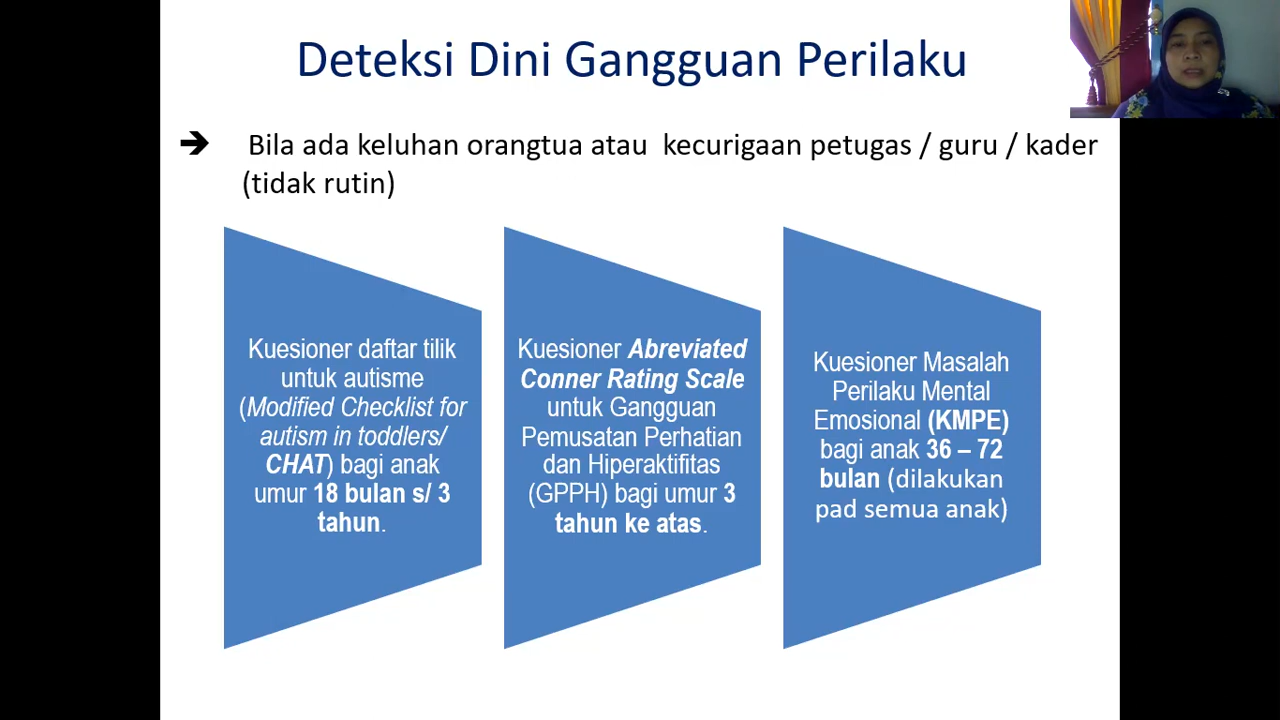 Deteksi Dini Gangguan Perilaku
➔ Bila ada keluhan orangtua atau kecurigaan petugas / guru / kader
(tidak rutin)
Kuesioner daftar tilik
untuk autisme
(Modified Checklist for
autism in toddlers/
CHAT) bagi anak
umur 18 bulan s/ 3
tahun.
Kuesioner Abreviated
Conner Rating Scale
untuk Gangguan
Pemusatan Perhatian
dan Hiperaktifitas
(GPPH) bagi umur 3
tahun ke atas.
Kuesioner Masalah
Perilaku Mental
Emosional (KMPE)
bagi anak 36 – 72
bulan (dilakukan
pad semua anak)